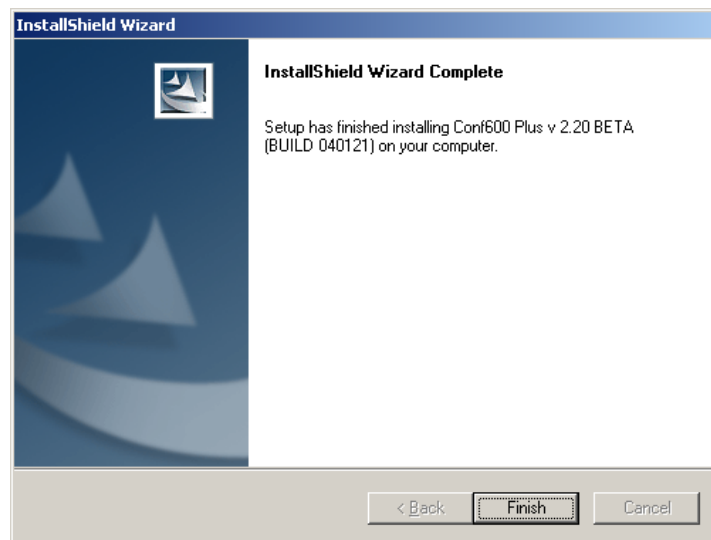 InstallShield Wizard
InstallShield Wizard Complete
Setup has finished installing Conf600 Plus v 2.20 BETA
(BUILD 040121) on your computer.
< Back
Finish
Cancel